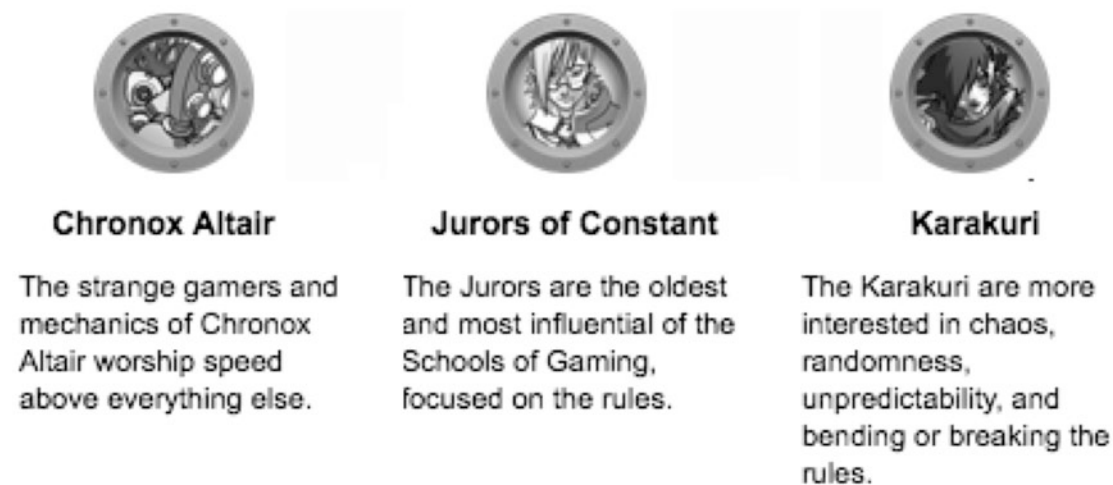 Chronox Altair
The strange gamers and
mechanics of Chronox
Altair worship speed
above everything else.
Jurors of Constant
The Jurors are the oldest
and most influential of the
Schools of Gaming,
focused on the rules.
Karakuri
The Karakuri are more
interested in chaos,
randomness,
unpredictability, and
bending or breaking the
rules.